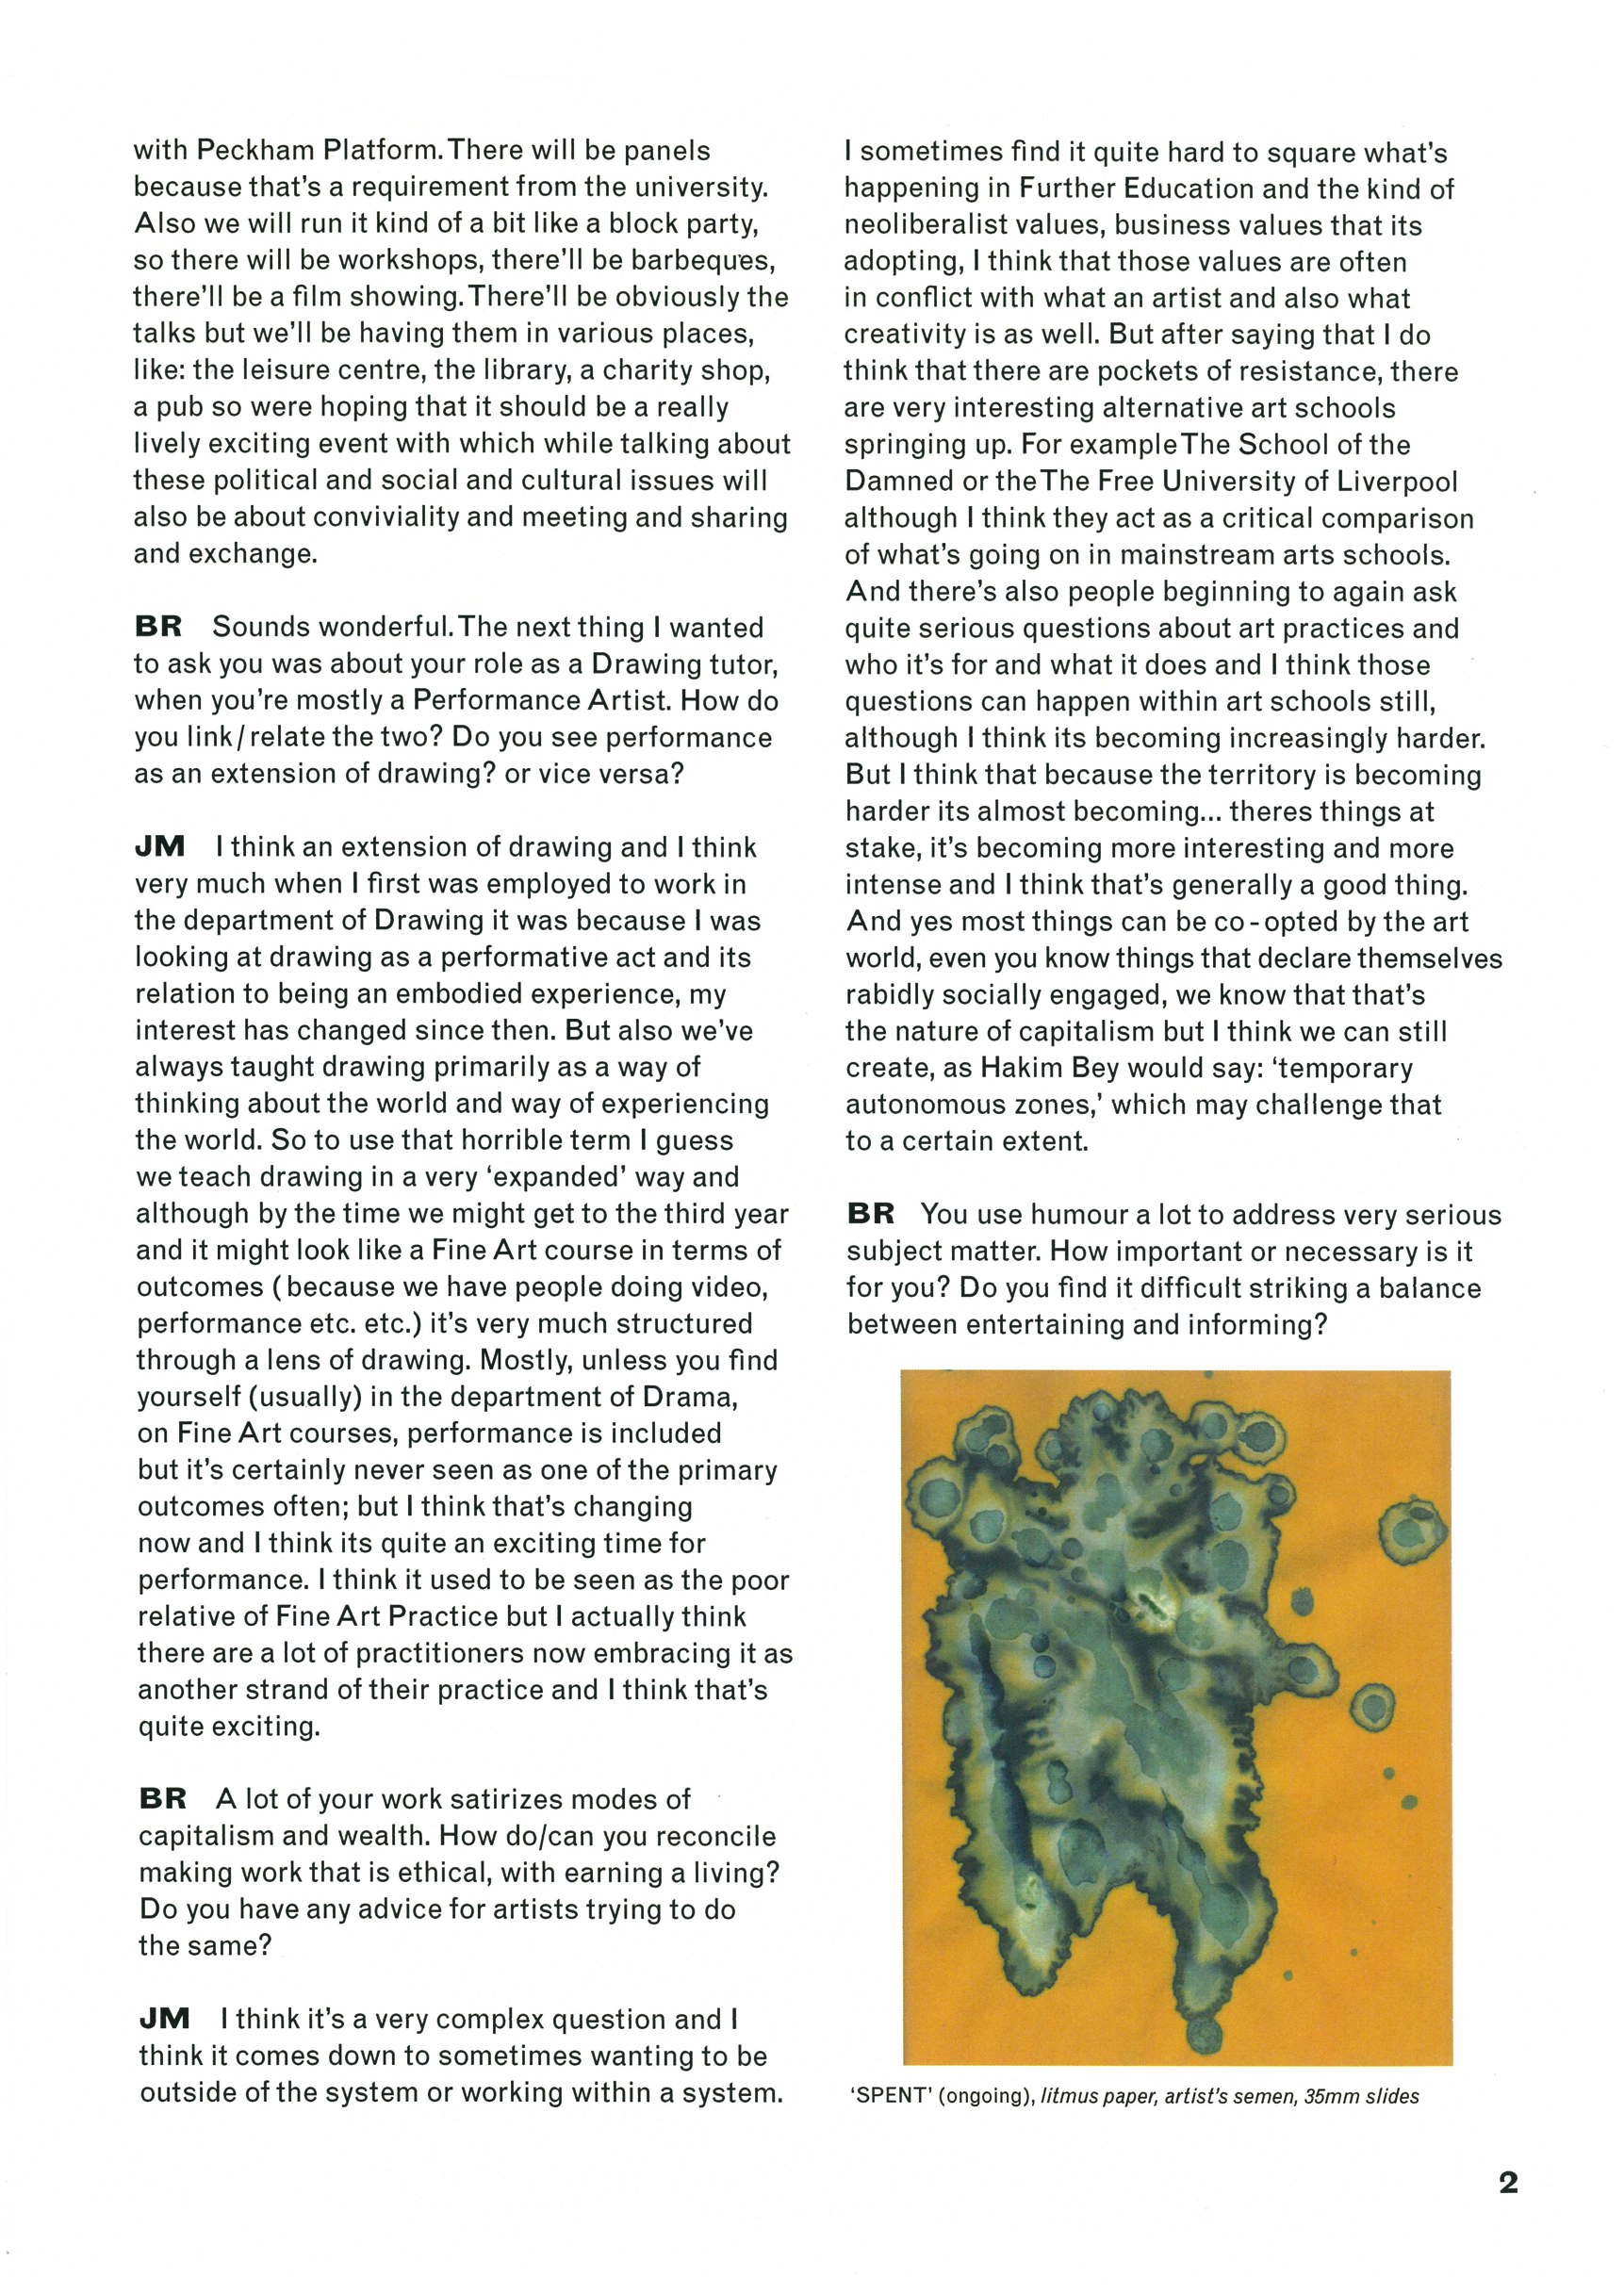 with Peckham Platform. There will be panels
because that's a requirement from the university.
Also we will run it kind of a bit like a block party,
so there will be workshops, there'll be barbeques,
there'll be a film showing. There'll be obviously the
talks but we'll be having them in various places,
like: the leisure centre, the library, a charity shop,
a pub so were hoping that it should be a really
lively exciting event with which while talking about
these political and social and cultural issues will
also be about conviviality and meeting and sharing
and exchange.
BR Sounds wonderful. The next thing I wanted
to ask you was about your role as a Drawing tutor,
when you're mostly a Performance Artist. How do
you link / relate the two? Do you see performance
as an extension of drawing? or vice versa?
JM I think an extension of drawing and I think
very much when I first was employed to work in
the department of Drawing it was because I was
looking at drawing as a performative act and its
relation to being an embodied experience, my
interest has changed since then. But also we've
always taught drawing primarily as a way of
thinking about the world and way of experiencing
the world. So to use that horrible term I guess
we teach drawing in a very 'expanded' way and
although by the time we might get to the third year
and it might look like a Fine Art course in terms of
outcomes (because we have people doing video,
performance etc. etc.) it's very much structured
through a lens of drawing. Mostly, unless you find
yourself (usually) in the department of Drama,
on Fine Art courses, performance is included
but it's certainly never seen as one of the primary
outcomes often; but I think that's changing
now and I think its quite an exciting time for
performance. I think it used to be seen as the poor
relative of Fine Art Practice but I actually think
there are a lot of practitioners now embracing it as
another strand of their practice and I think that's
quite exciting.
BR A lot of your work satirizes modes of
capitalism and wealth. How do/can you reconcile
making work that is ethical, with earning a living?
Do you have any advice for artists trying to do
the same?
JM I think it's a very complex question and I
think it comes down to sometimes wanting to be
outside of the system or working within a system.
I sometimes find it quite hard to square what's
happening in Further Education and the kind of
neoliberalist values, business values that its
adopting, I think that those values are often
in conflict with what an artist and also what
creativity is as well. But after saying that I do
think that there are pockets of resistance, there
are very interesting alternative art schools
springing up. For example The School of the
Damned or the The Free University of Liverpool
although I think they act as a critical comparison
of what's going on in mainstream arts schools.
And there's also people beginning to again ask
quite serious questions about art practices and
who it's for and what it does and I think those
questions can happen within art schools still,
although I think its becoming increasingly harder.
But I think that because the territory is becoming
harder its almost becoming... theres things at
stake, it's becoming more interesting and more
intense and I think that's generally a good thing.
And yes most things can be co-opted by the art
world, even you know things that declare themselves
rabidly socially engaged, we know that that's
the nature of capitalism but I think we can still
create, as Hakim Bey would say: 'temporary
autonomous zones,' which may challenge that
to a certain extent.
BR You use humour a lot to address very serious
subject matter. How important or necessary is it
for you? Do you find it difficult striking a balance
between entertaining and informing?
'SPENT' (ongoing), litmus paper, artist's semen, 35mm slides
2